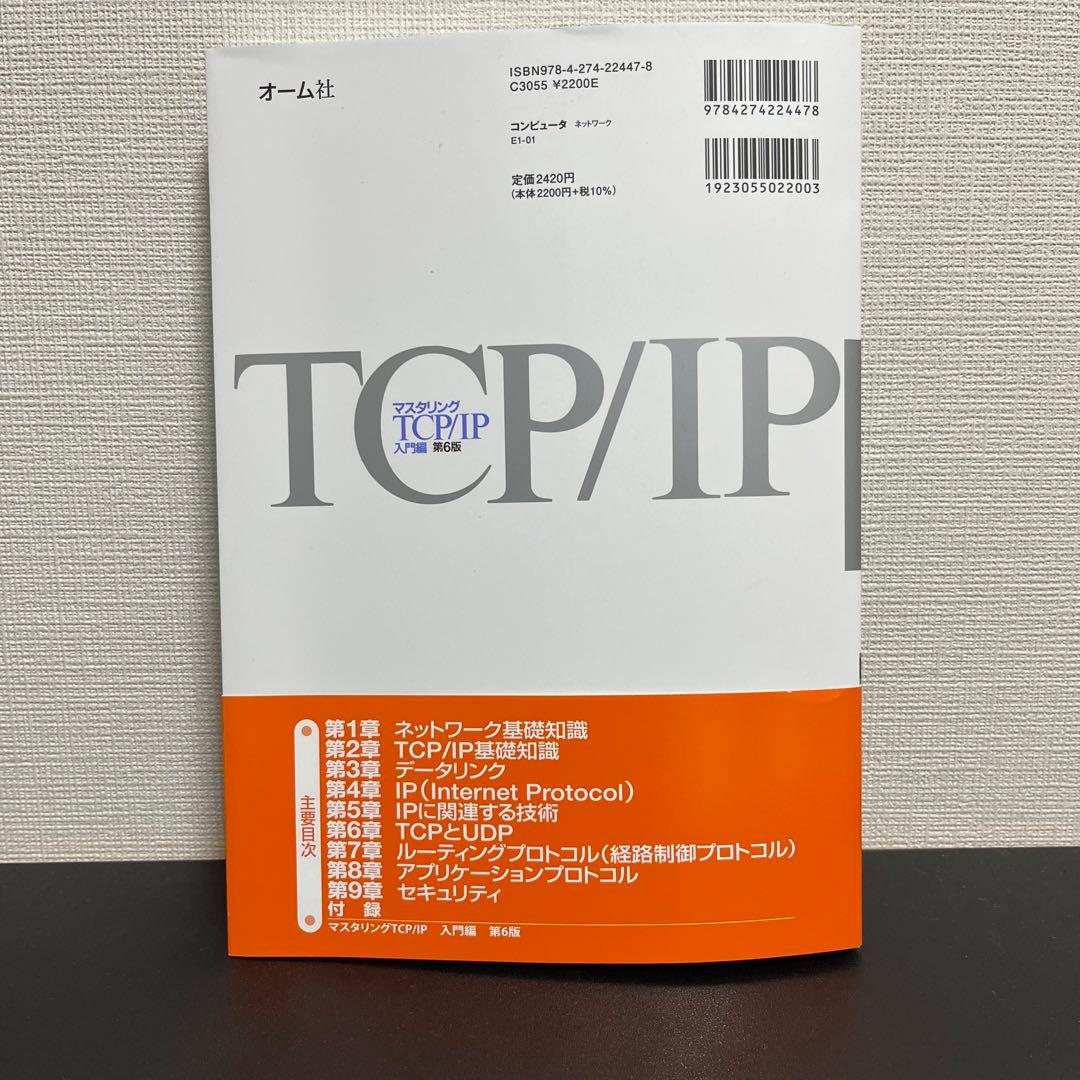 オーム社
ISBN978-4-274-22447-8
C3055 ¥2200E
9784274224478
コンピュータ ネットワーク
E1-01
定価2420円
(本体2200円+税10%)
1923055022003
TCP/IP
マスタリング
TCP/IP
入門編 第6版
主要目次
第1章 ネットワーク基礎知識
第2章 TCP/IP基礎知識
第3章 データリンク
第4章 IP(Internet Protocol)
第5章 IPに関連する技術
第6章 TCPとUDP
第7章 ルーティングプロトコル(経路制御プロトコル)
第8章 アプリケーションプロトコル
第9章 セキュリティ
付 録
マスタリングTCP/IP 入門編 第6版